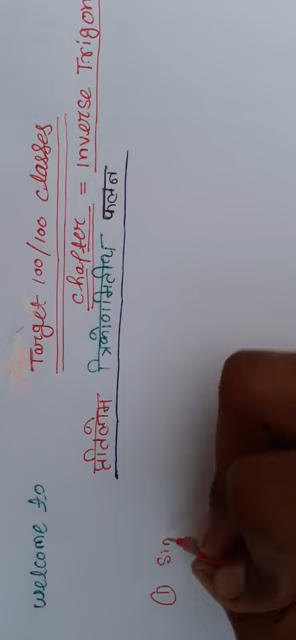 welcome to
Target 100/100 classes
chapter = Inverse Trigon
प्रतिलोम त्रिकोणमितीय फलन
① Sin